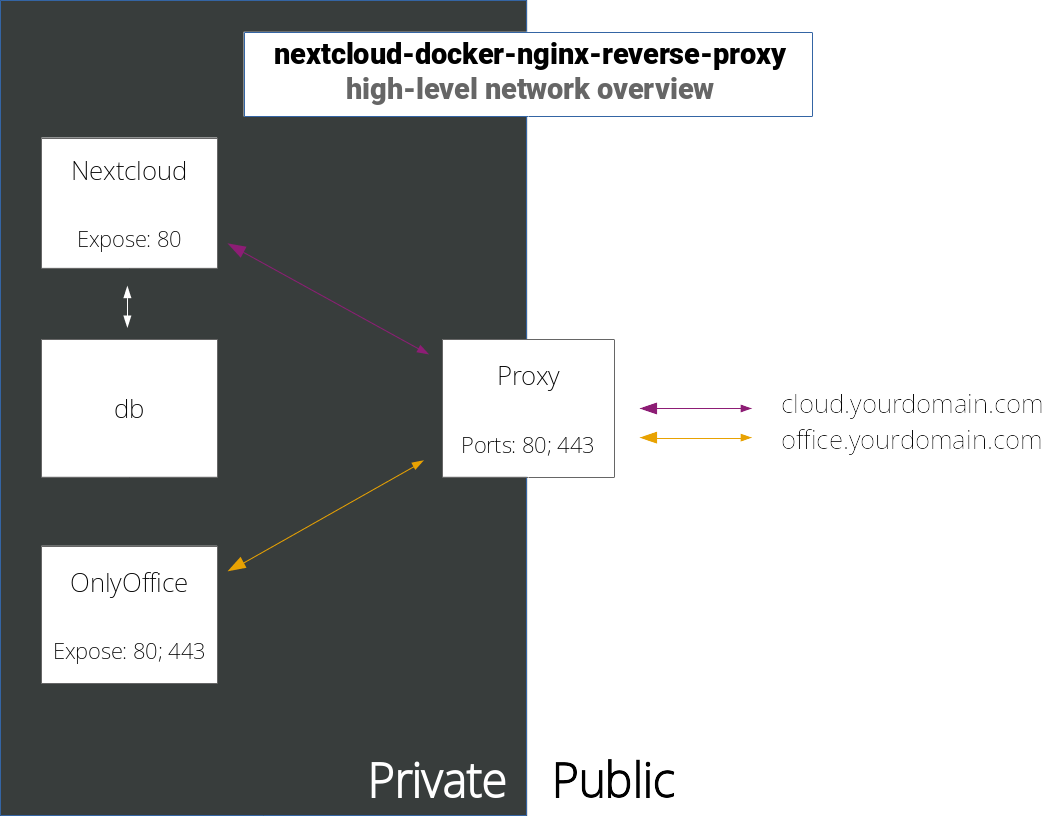 nextcloud-docker-nginx-reverse-proxy
high-level network overview
Nextcloud
Expose: 80
db
OnlyOffice
Expose: 80; 443
Proxy
Ports: 80; 443
cloud.yourdomain.com
office.yourdomain.com
Private
Public